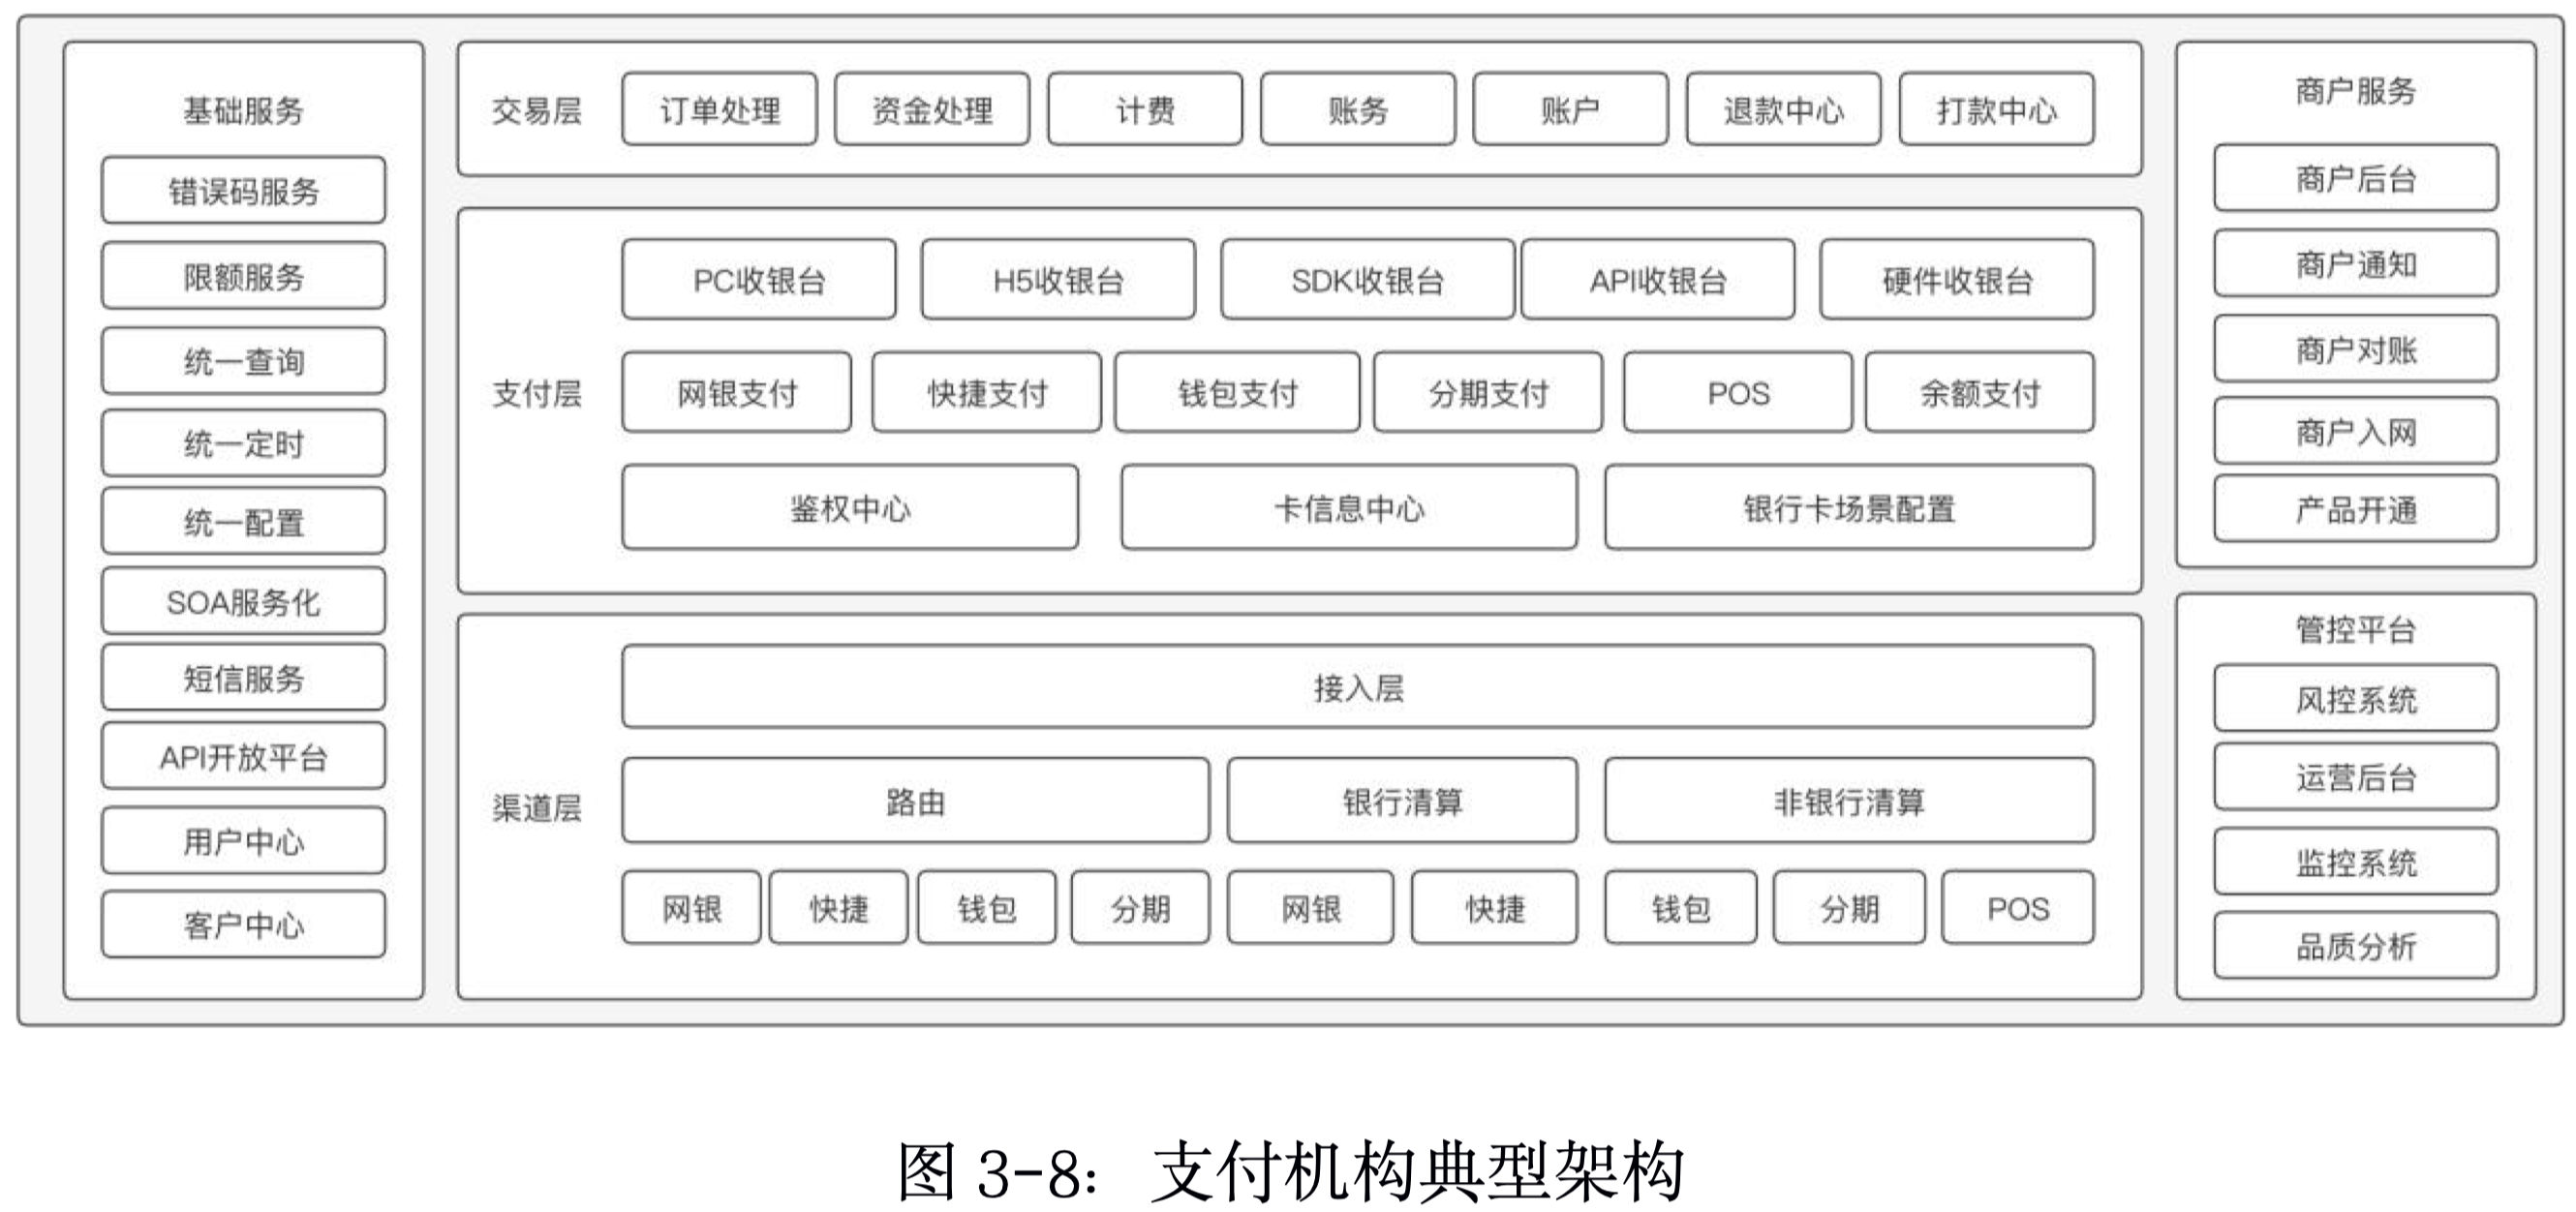 基础服务
错误码服务
限额服务
统一查询
统一定时
统一配置
SOA服务化
短信服务
API开放平台
用户中心
客户中心
交易层
订单处理
资金处理
计费
账务
账户
退款中心
打款中心
支付层
PC收银台
H5收银台
SDK收银台
API收银台
硬件收银台
网银支付
快捷支付
钱包支付
分期支付
POS
余额支付
鉴权中心
卡信息中心
银行卡场景配置
渠道层
接入层
路由
银行清算
非银行清算
网银
快捷
钱包
分期
网银
快捷
钱包
分期
POS
商户服务
商户后台
商户通知
商户对账
商户入网
产品开通
管控平台
风控系统
运营后台
监控系统
品质分析
图 3-8： 支付机构典型架构